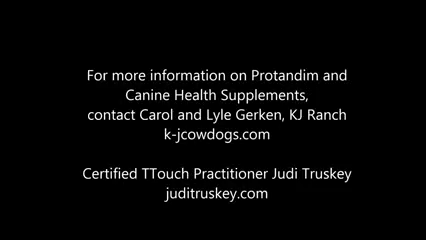 For more information on Protandim and
Canine Health Supplements,
contact Carol and Lyle Gerken, KJ Ranch
k-jcowdogs.com
Certified TTouch Practitioner Judi Truskey
juditruskey.com